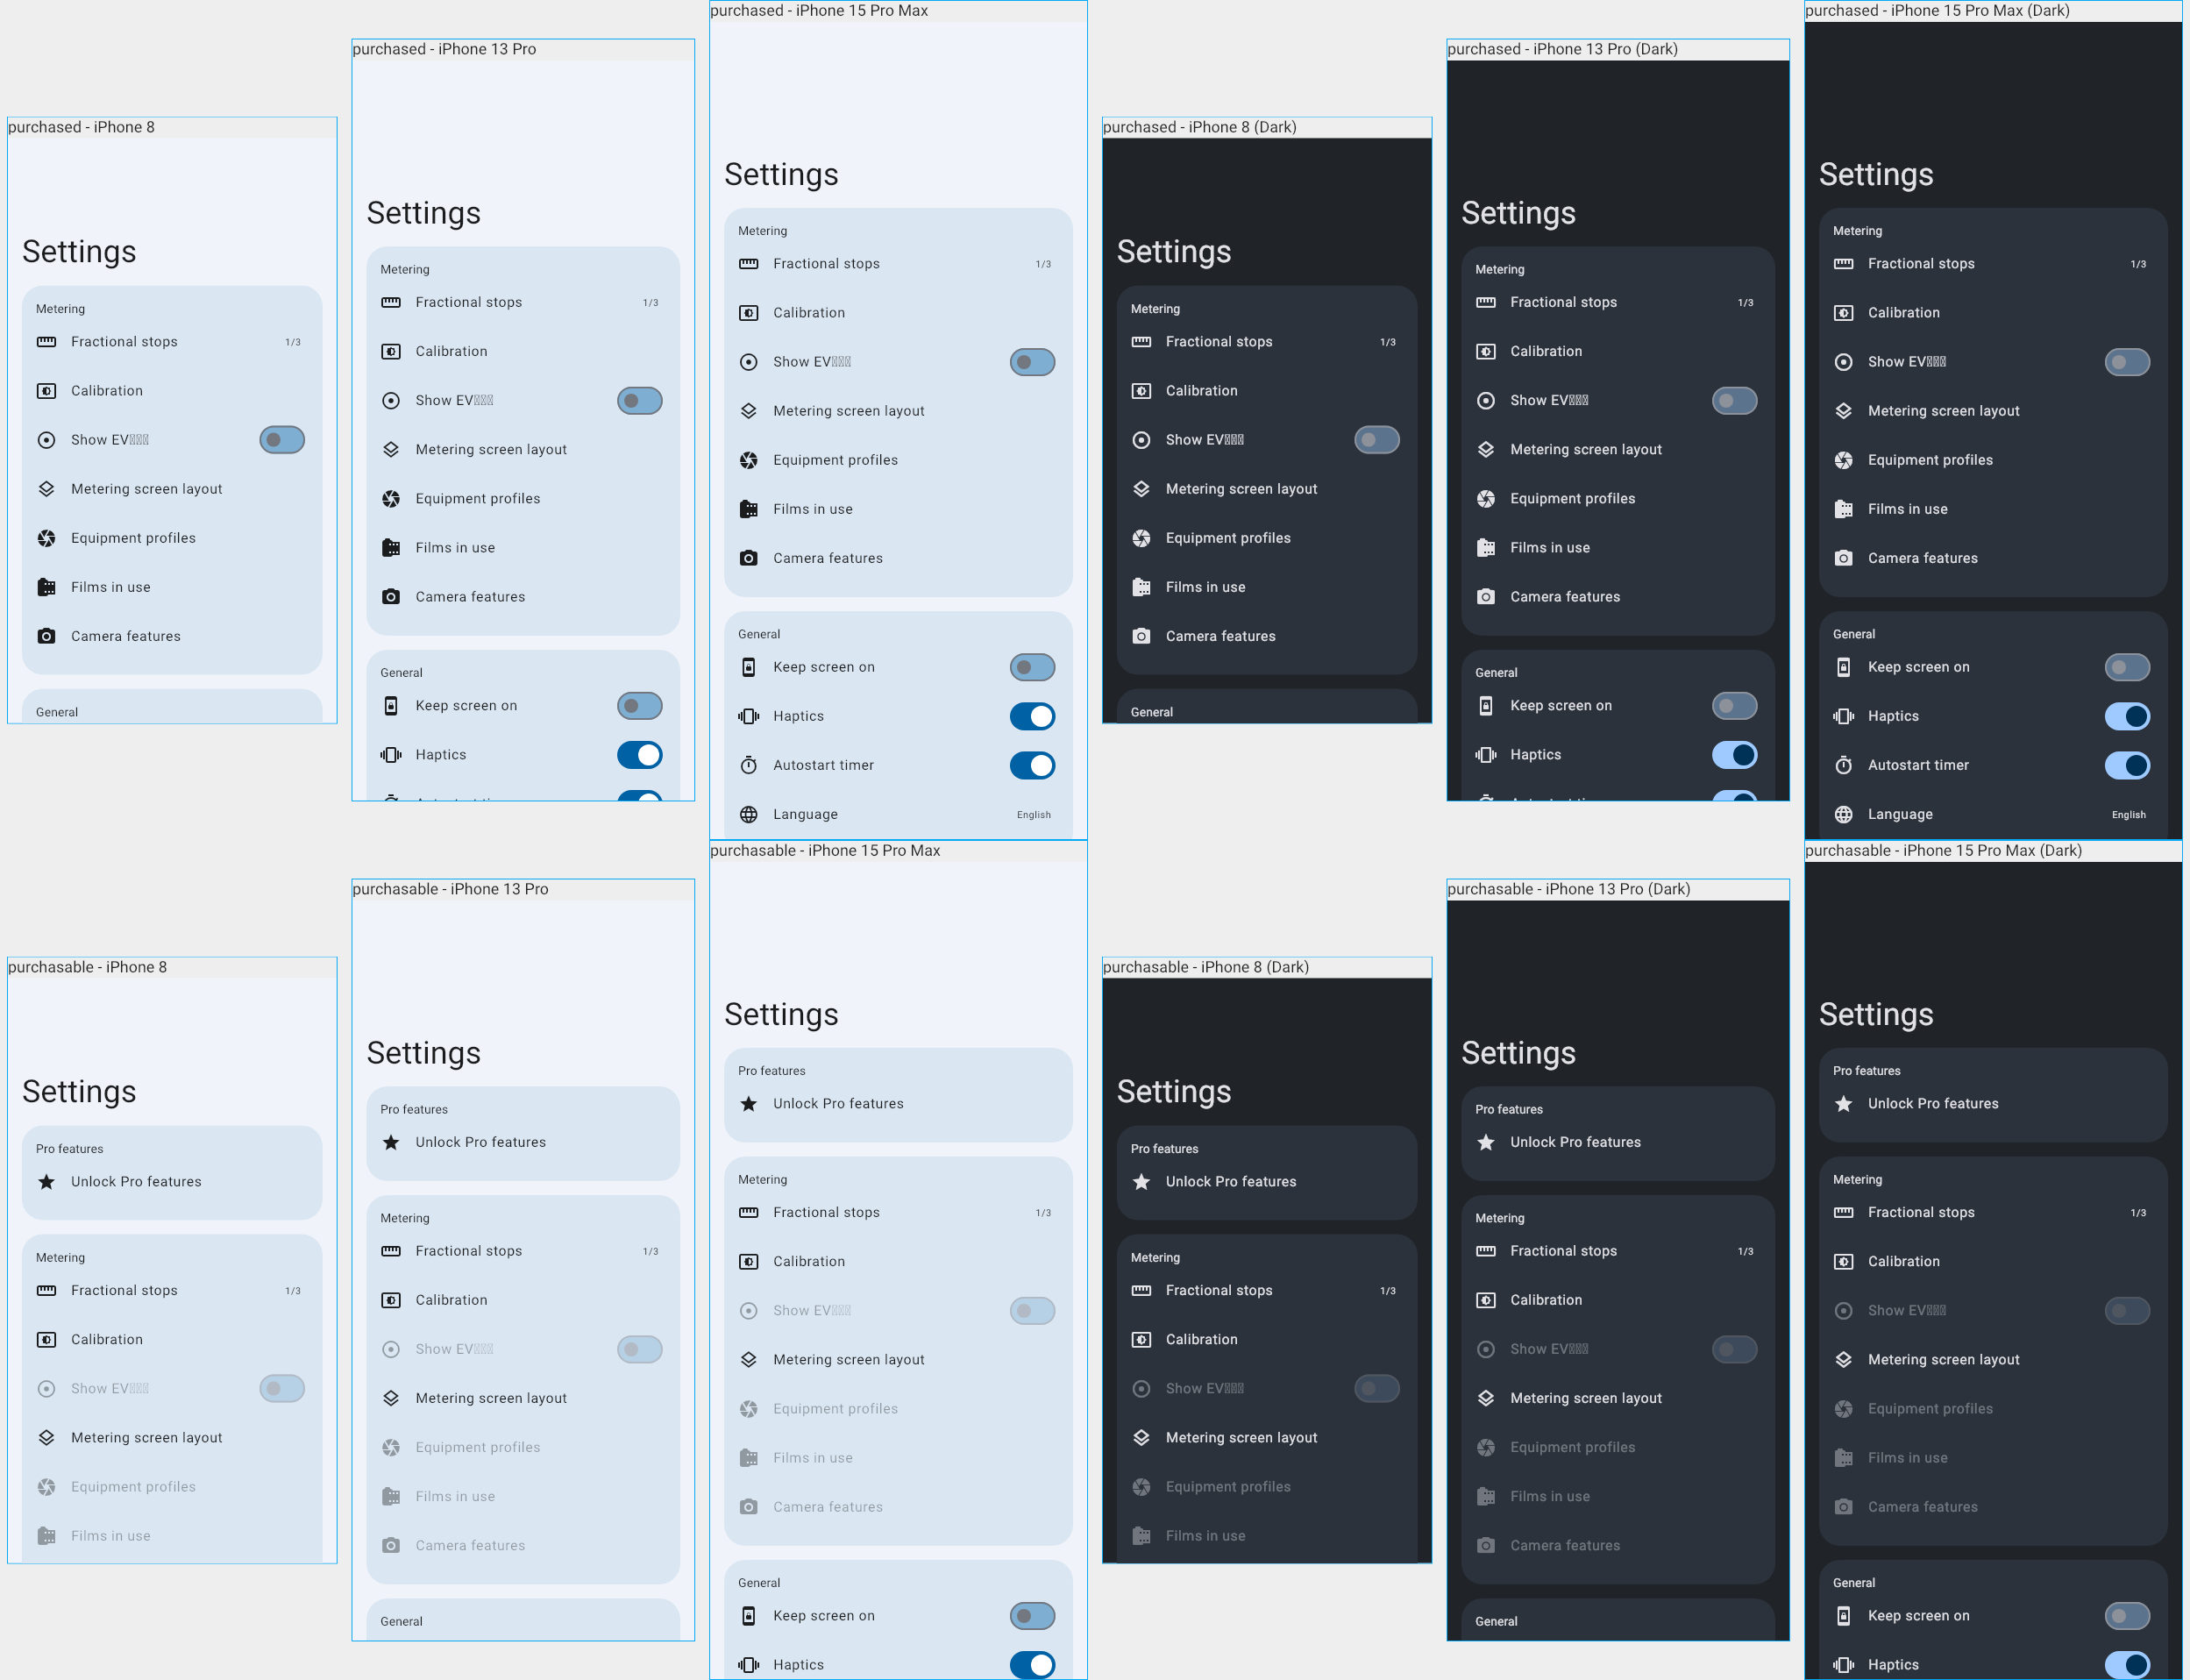 purchased - iPhone 8
Settings
Metering
Fractional stops 1/3
Calibration
Show EV
Metering screen layout
Equipment profiles
Films in use
Camera features
General
purchased - iPhone 13 Pro
Settings
Metering
Fractional stops 1/3
Calibration
Show EV
Metering screen layout
Equipment profiles
Films in use
Camera features
General
Keep screen on
Haptics
purchased - iPhone 15 Pro Max
Settings
Metering
Fractional stops 1/3
Calibration
Show EV
Metering screen layout
Equipment profiles
Films in use
Camera features
General
Keep screen on
Haptics
Autostart timer
Language English
purchased - iPhone 8 (Dark)
Settings
Metering
Fractional stops 1/3
Calibration
Show EV
Metering screen layout
Equipment profiles
Films in use
Camera features
General
purchased - iPhone 13 Pro (Dark)
Settings
Metering
Fractional stops 1/3
Calibration
Show EV
Metering screen layout
Equipment profiles
Films in use
Camera features
General
Keep screen on
Haptics
purchased - iPhone 15 Pro Max (Dark)
Settings
Metering
Fractional stops 1/3
Calibration
Show EV
Metering screen layout
Equipment profiles
Films in use
Camera features
General
Keep screen on
Haptics
Autostart timer
Language English
purchasable - iPhone 8
Settings
Pro features
Unlock Pro features
Metering
Fractional stops 1/3
Calibration
Show EV
Metering screen layout
Equipment profiles
Films in use
purchasable - iPhone 13 Pro
Settings
Pro features
Unlock Pro features
Metering
Fractional stops 1/3
Calibration
Show EV
Metering screen layout
Equipment profiles
Films in use
Camera features
General
purchasable - iPhone 15 Pro Max
Settings
Pro features
Unlock Pro features
Metering
Fractional stops 1/3
Calibration
Show EV
Metering screen layout
Equipment profiles
Films in use
Camera features
General
Keep screen on
Haptics
purchasable - iPhone 8 (Dark)
Settings
Pro features
Unlock Pro features
Metering
Fractional stops 1/3
Calibration
Show EV
Metering screen layout
Equipment profiles
Films in use
purchasable - iPhone 13 Pro (Dark)
Settings
Pro features
Unlock Pro features
Metering
Fractional stops 1/3
Calibration
Show EV
Metering screen layout
Equipment profiles
Films in use
Camera features
General
purchasable - iPhone 15 Pro Max (Dark)
Settings
Pro features
Unlock Pro features
Metering
Fractional stops 1/3
Calibration
Show EV
Metering screen layout
Equipment profiles
Films in use
Camera features
General
Keep screen on
Haptics